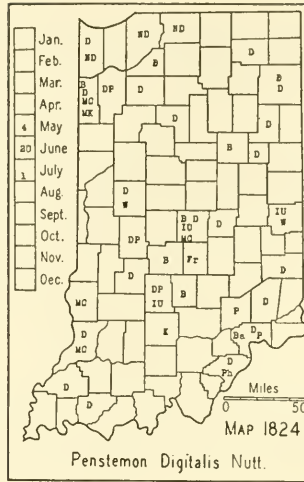 Jan.
Feb.
Mar.
Apr.
4 May
20 June
1 July
Aug.
Sept.
Oct.
Nov.
Dec.
D ND ND
ND B
B DP D D B
D D
MC D
MK
B D
D
W
B D D IU
IU W
MC
DP
D B Fr D
DP B
MC IU P D
D K Ba D P
MC D
Ph
D
D
Miles
0 50
MAP 1824
Penstemon Digitalis Nutt.